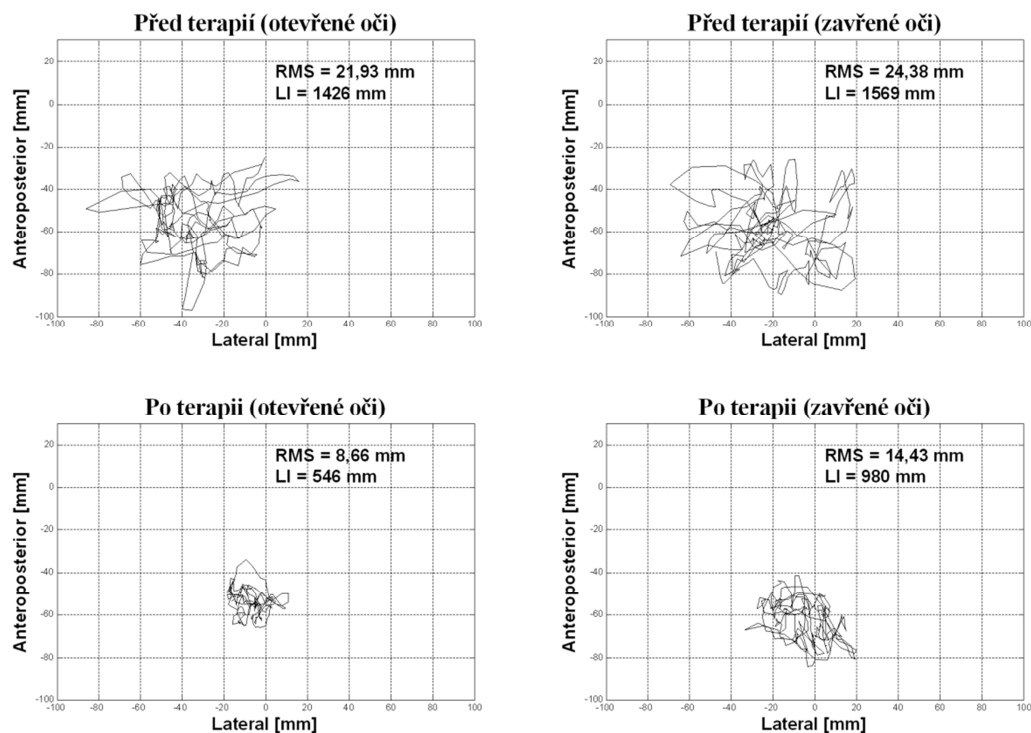 Před terapií (otevřené oči)
RMS = 21,93 mm
LI = 1426 mm
Anteroposterior [mm]
20
0
-20
-40
-60
-80
-100
-100 -80 -60 -40 -20 0 20 40 60 80 100
Lateral [mm]
Před terapií (zavřené oči)
RMS = 24,38 mm
LI = 1569 mm
Anteroposterior [mm]
20
0
-20
-40
-60
-80
-100
-100 -80 -60 -40 -20 0 20 40 60 80 100
Lateral [mm]
Po terapii (otevřené oči)
RMS = 8,66 mm
LI = 546 mm
Anteroposterior [mm]
20
0
-20
-40
-60
-80
-100
-100 -80 -60 -40 -20 0 20 40 60 80 100
Lateral [mm]
Po terapii (zavřené oči)
RMS = 14,43 mm
LI = 980 mm
Anteroposterior [mm]
20
0
-20
-40
-60
-80
-100
-100 -80 -60 -40 -20 0 20 40 60 80 100
Lateral [mm]